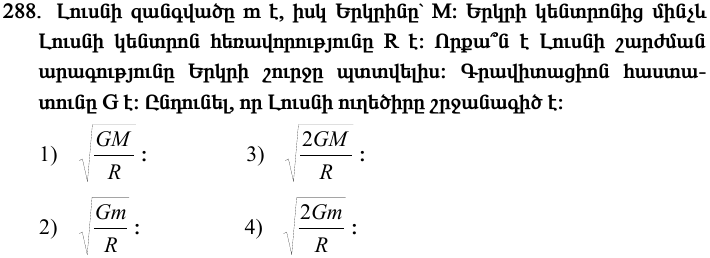 288. Լուսնի զանգվածը m է, իսկ Երկրինը՝ M: Երկրի կենտրոնից մինչև
Լուսնի կենտրոն հեռավորությունը R է: Որքա՞ն է Լուսնի շարժման
արագությունը Երկրի շուրջը պտտվելիս: Գրավիտացիոն հաստա-
տունը G է: Ընդունել, որ Լուսնի ուղեծիրը շրջանագիծ է:
1) √(GM/R) : 3) √(2GM/R) :
2) √(Gm/R) : 4) √(2Gm/R) :